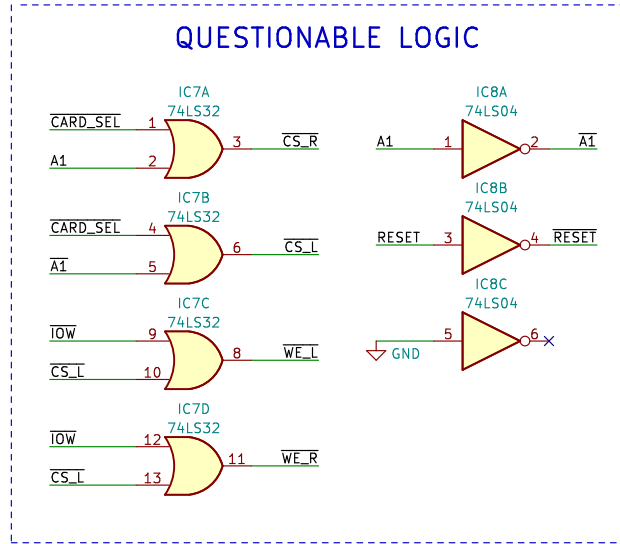 QUESTIONABLE LOGIC
IC7A
74LS32
CARD_SEL 1
A1 2
3 CS_R
IC7B
74LS32
CARD_SEL 4
A1 5
6 CS_L
IC7C
74LS32
IOW 9
CS_L 10
8 WE_L
IC7D
74LS32
IOW 12
CS_L 13
11 WE_R
IC8A
74LS04
A1 1 2 A1
IC8B
74LS04
RESET 3 4 RESET
IC8C
74LS04
5 6
GND